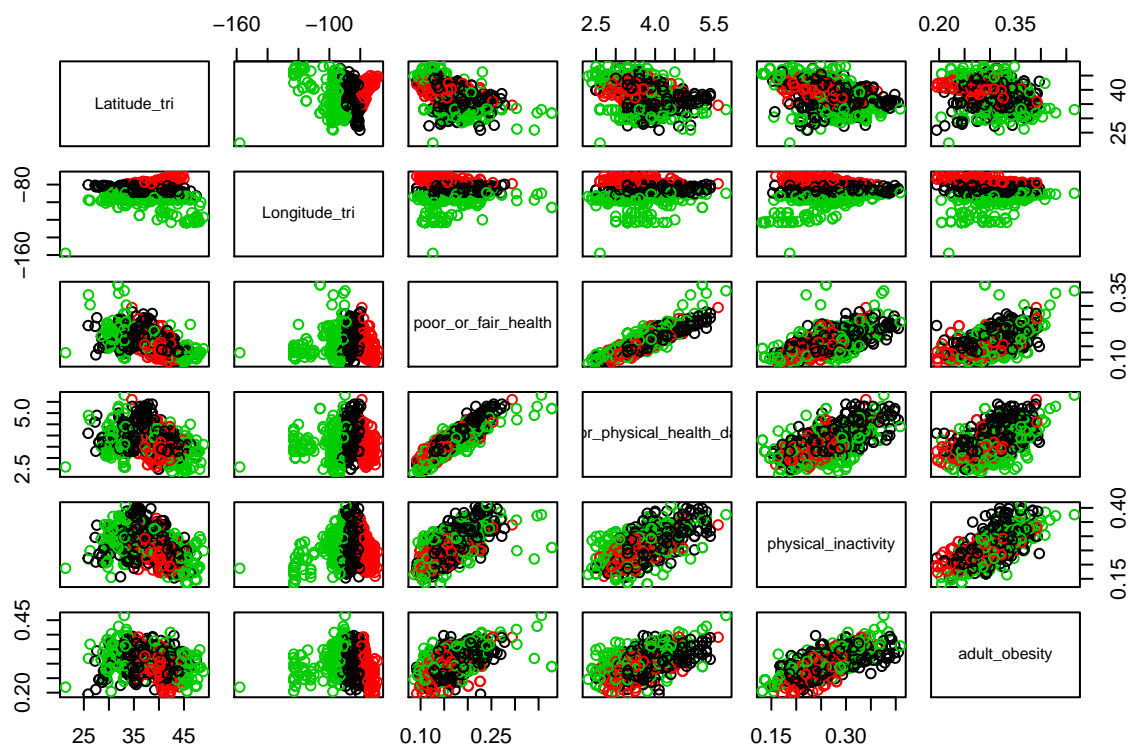 −160 −100 2.5 4.0 5.5 0.20 0.35
Latitude_tri
25 40
−160 −80
Longitude_tri
poor_or_fair_health
0.10 0.35
2.5 5.0
or_physical_health_da
physical_inactivity
0.15 0.40
0.20 0.45
adult_obesity
25 35 45 0.10 0.25 0.15 0.30